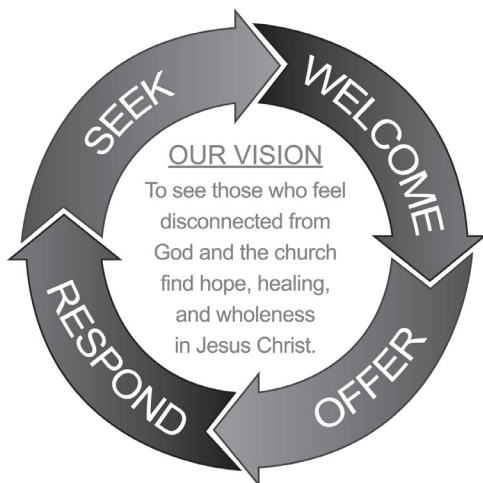 SEEK
WELCOME
OUR VISION
To see those who feel
disconnected from
God and the church
find hope, healing,
and wholeness
in Jesus Christ.
RESPOND
OFFER